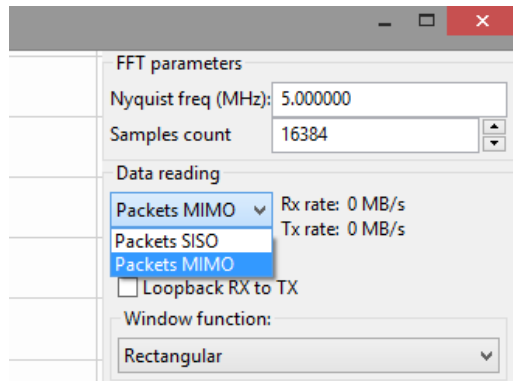 FFT parameters
Nyquist freq (MHz): 5.000000
Samples count 16384
Data reading
Packets MIMO Rx rate: 0 MB/s
Tx rate: 0 MB/s
Packets SISO
Packets MIMO
Loopback RX to TX
Window function:
Rectangular